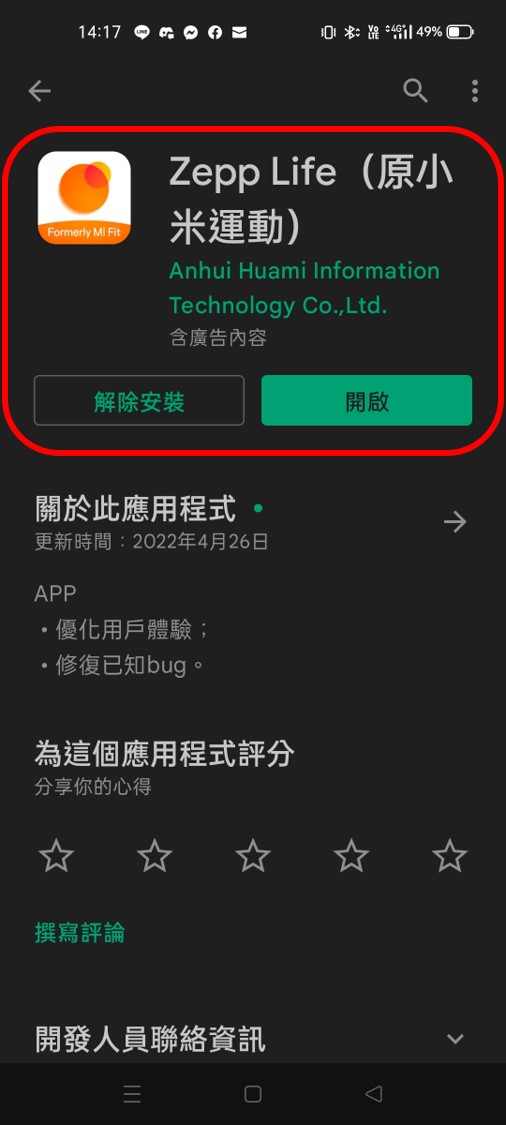 14:17
VO LTE 4G+ 49%
Formerly Mi Fit
Zepp Life（原小
米運動）
Anhui Huami Information
Technology Co.,Ltd.
含廣告內容
解除安裝
開啟
關於此應用程式
更新時間：2022年4月26日
APP
・優化用戶體驗；
・修復已知bug。
為這個應用程式評分
分享你的心得
撰寫評論
開發人員聯絡資訊